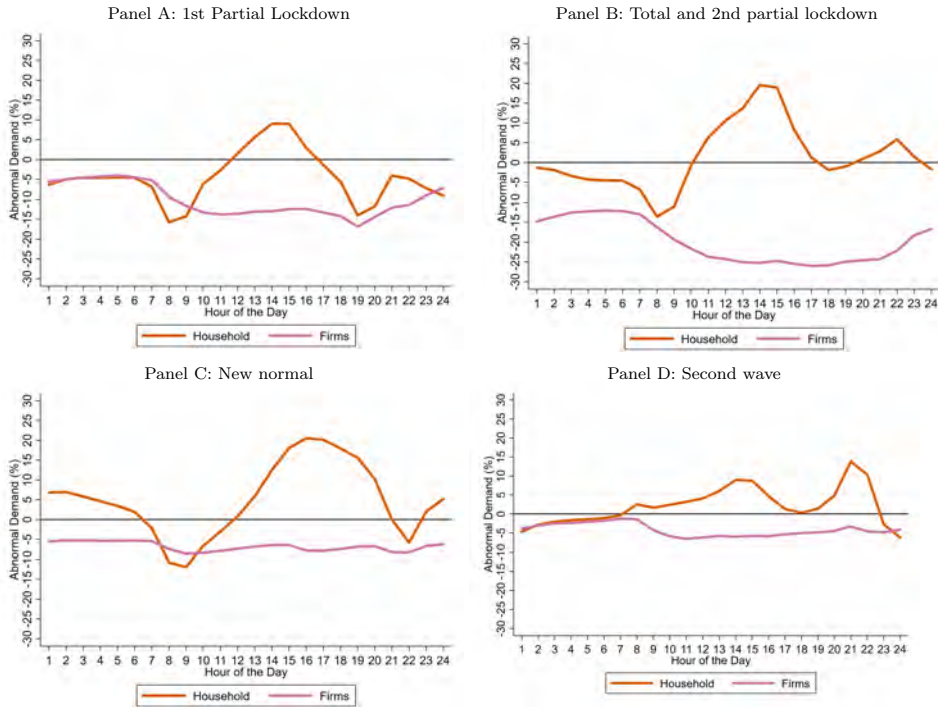 Panel A: 1st Partial Lockdown
Abnormal Demand (%)
30
25
20
15
10
5
0
-5
-10
-15
-20
-25
-30
1 2 3 4 5 6 7 8 9 10 11 12 13 14 15 16 17 18 19 20 21 22 23 24
Hour of the Day
Household Firms
Panel B: Total and 2nd partial lockdown
Abnormal Demand (%)
30
25
20
15
10
5
0
-5
-10
-15
-20
-25
-30
1 2 3 4 5 6 7 8 9 10 11 12 13 14 15 16 17 18 19 20 21 22 23 24
Hour of the Day
Household Firms
Panel C: New normal
Abnormal Demand (%)
30
25
20
15
10
5
0
-5
-10
-15
-20
-25
-30
1 2 3 4 5 6 7 8 9 10 11 12 13 14 15 16 17 18 19 20 21 22 23 24
Hour of the Day
Household Firms
Panel D: Second wave
Abnormal Demand (%)
30
25
20
15
10
5
0
-5
-10
-15
-20
-25
-30
1 2 3 4 5 6 7 8 9 10 11 12 13 14 15 16 17 18 19 20 21 22 23 24
Hour of the Day
Household Firms